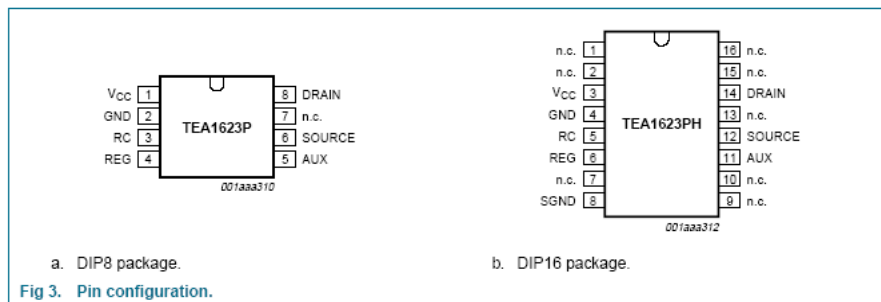 VCC 1
GND 2
RC 3
REG 4
TEA1623P
8 DRAIN
7 n.c.
6 SOURCE
5 AUX
001aaa310
a. DIP8 package.
n.c. 1
n.c. 2
VCC 3
GND 4
RC 5
REG 6
n.c. 7
SGND 8
TEA1623PH
16 n.c.
15 n.c.
14 DRAIN
13 n.c.
12 SOURCE
11 AUX
10 n.c.
9 n.c.
001aaa312
b. DIP16 package.
Fig 3. Pin configuration.